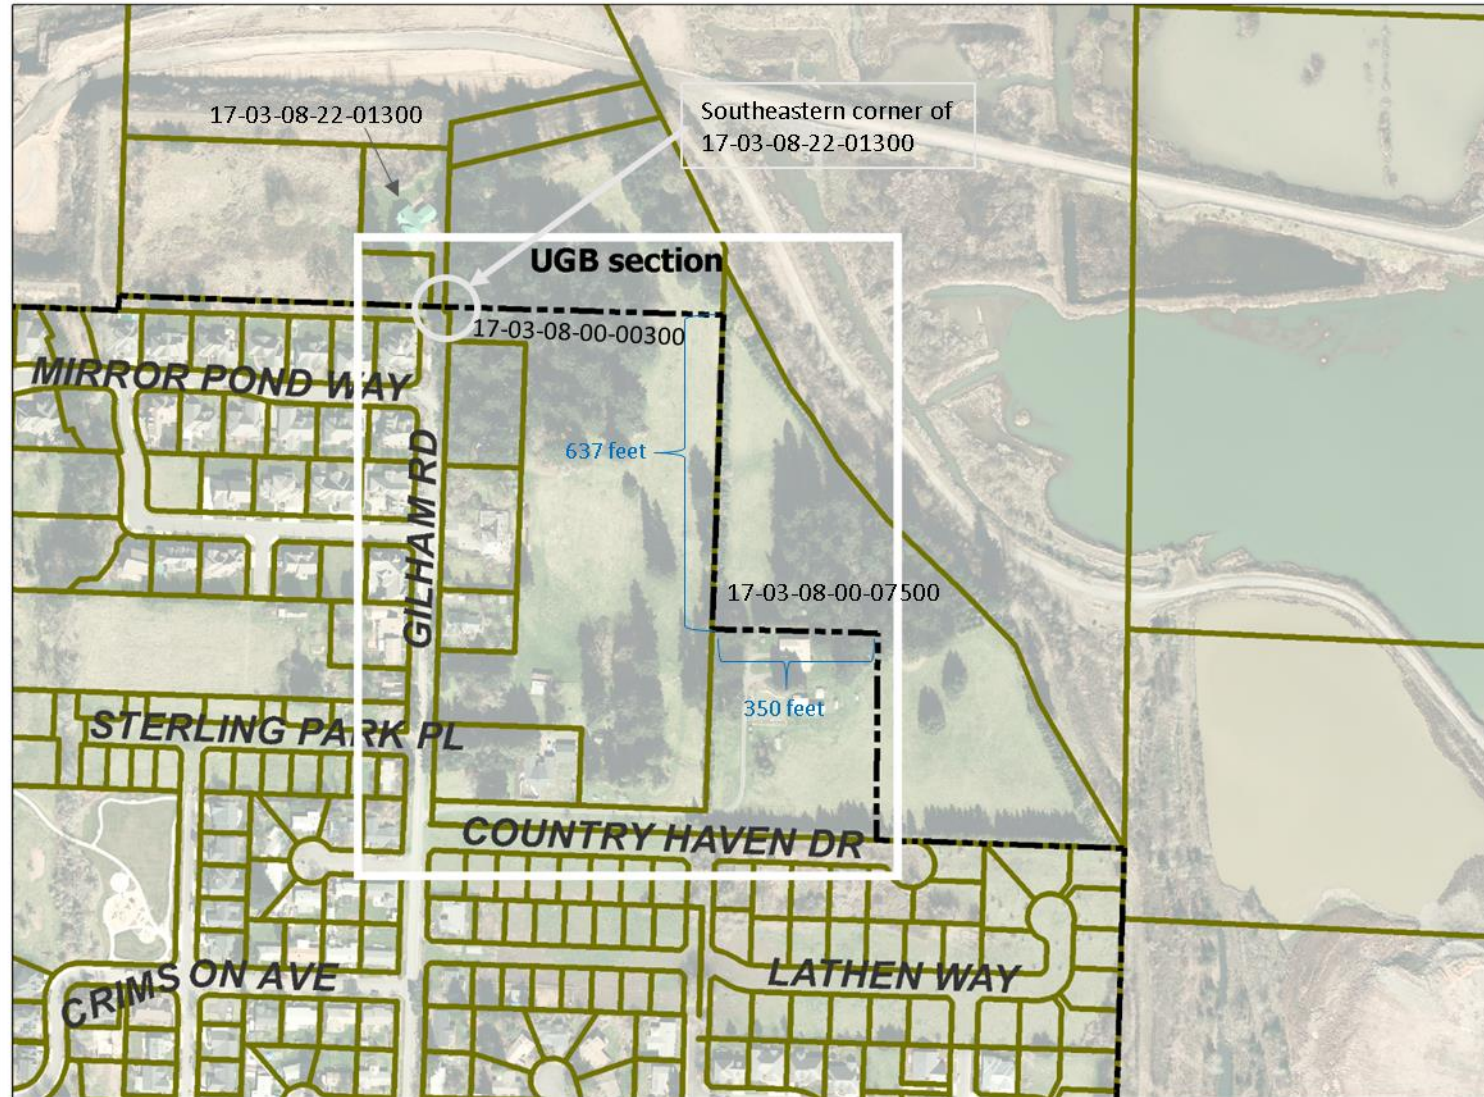 17-03-08-22-01300
Southeastern corner of
17-03-08-22-01300
UGB section
17-03-08-00-00300
MIRROR POND WAY
637 feet
GILHAM RD
17-03-08-00-07500
350 feet
STERLING PARK PL
COUNTRY HAVEN DR
CRIMSON AVE
LATHEN WAY